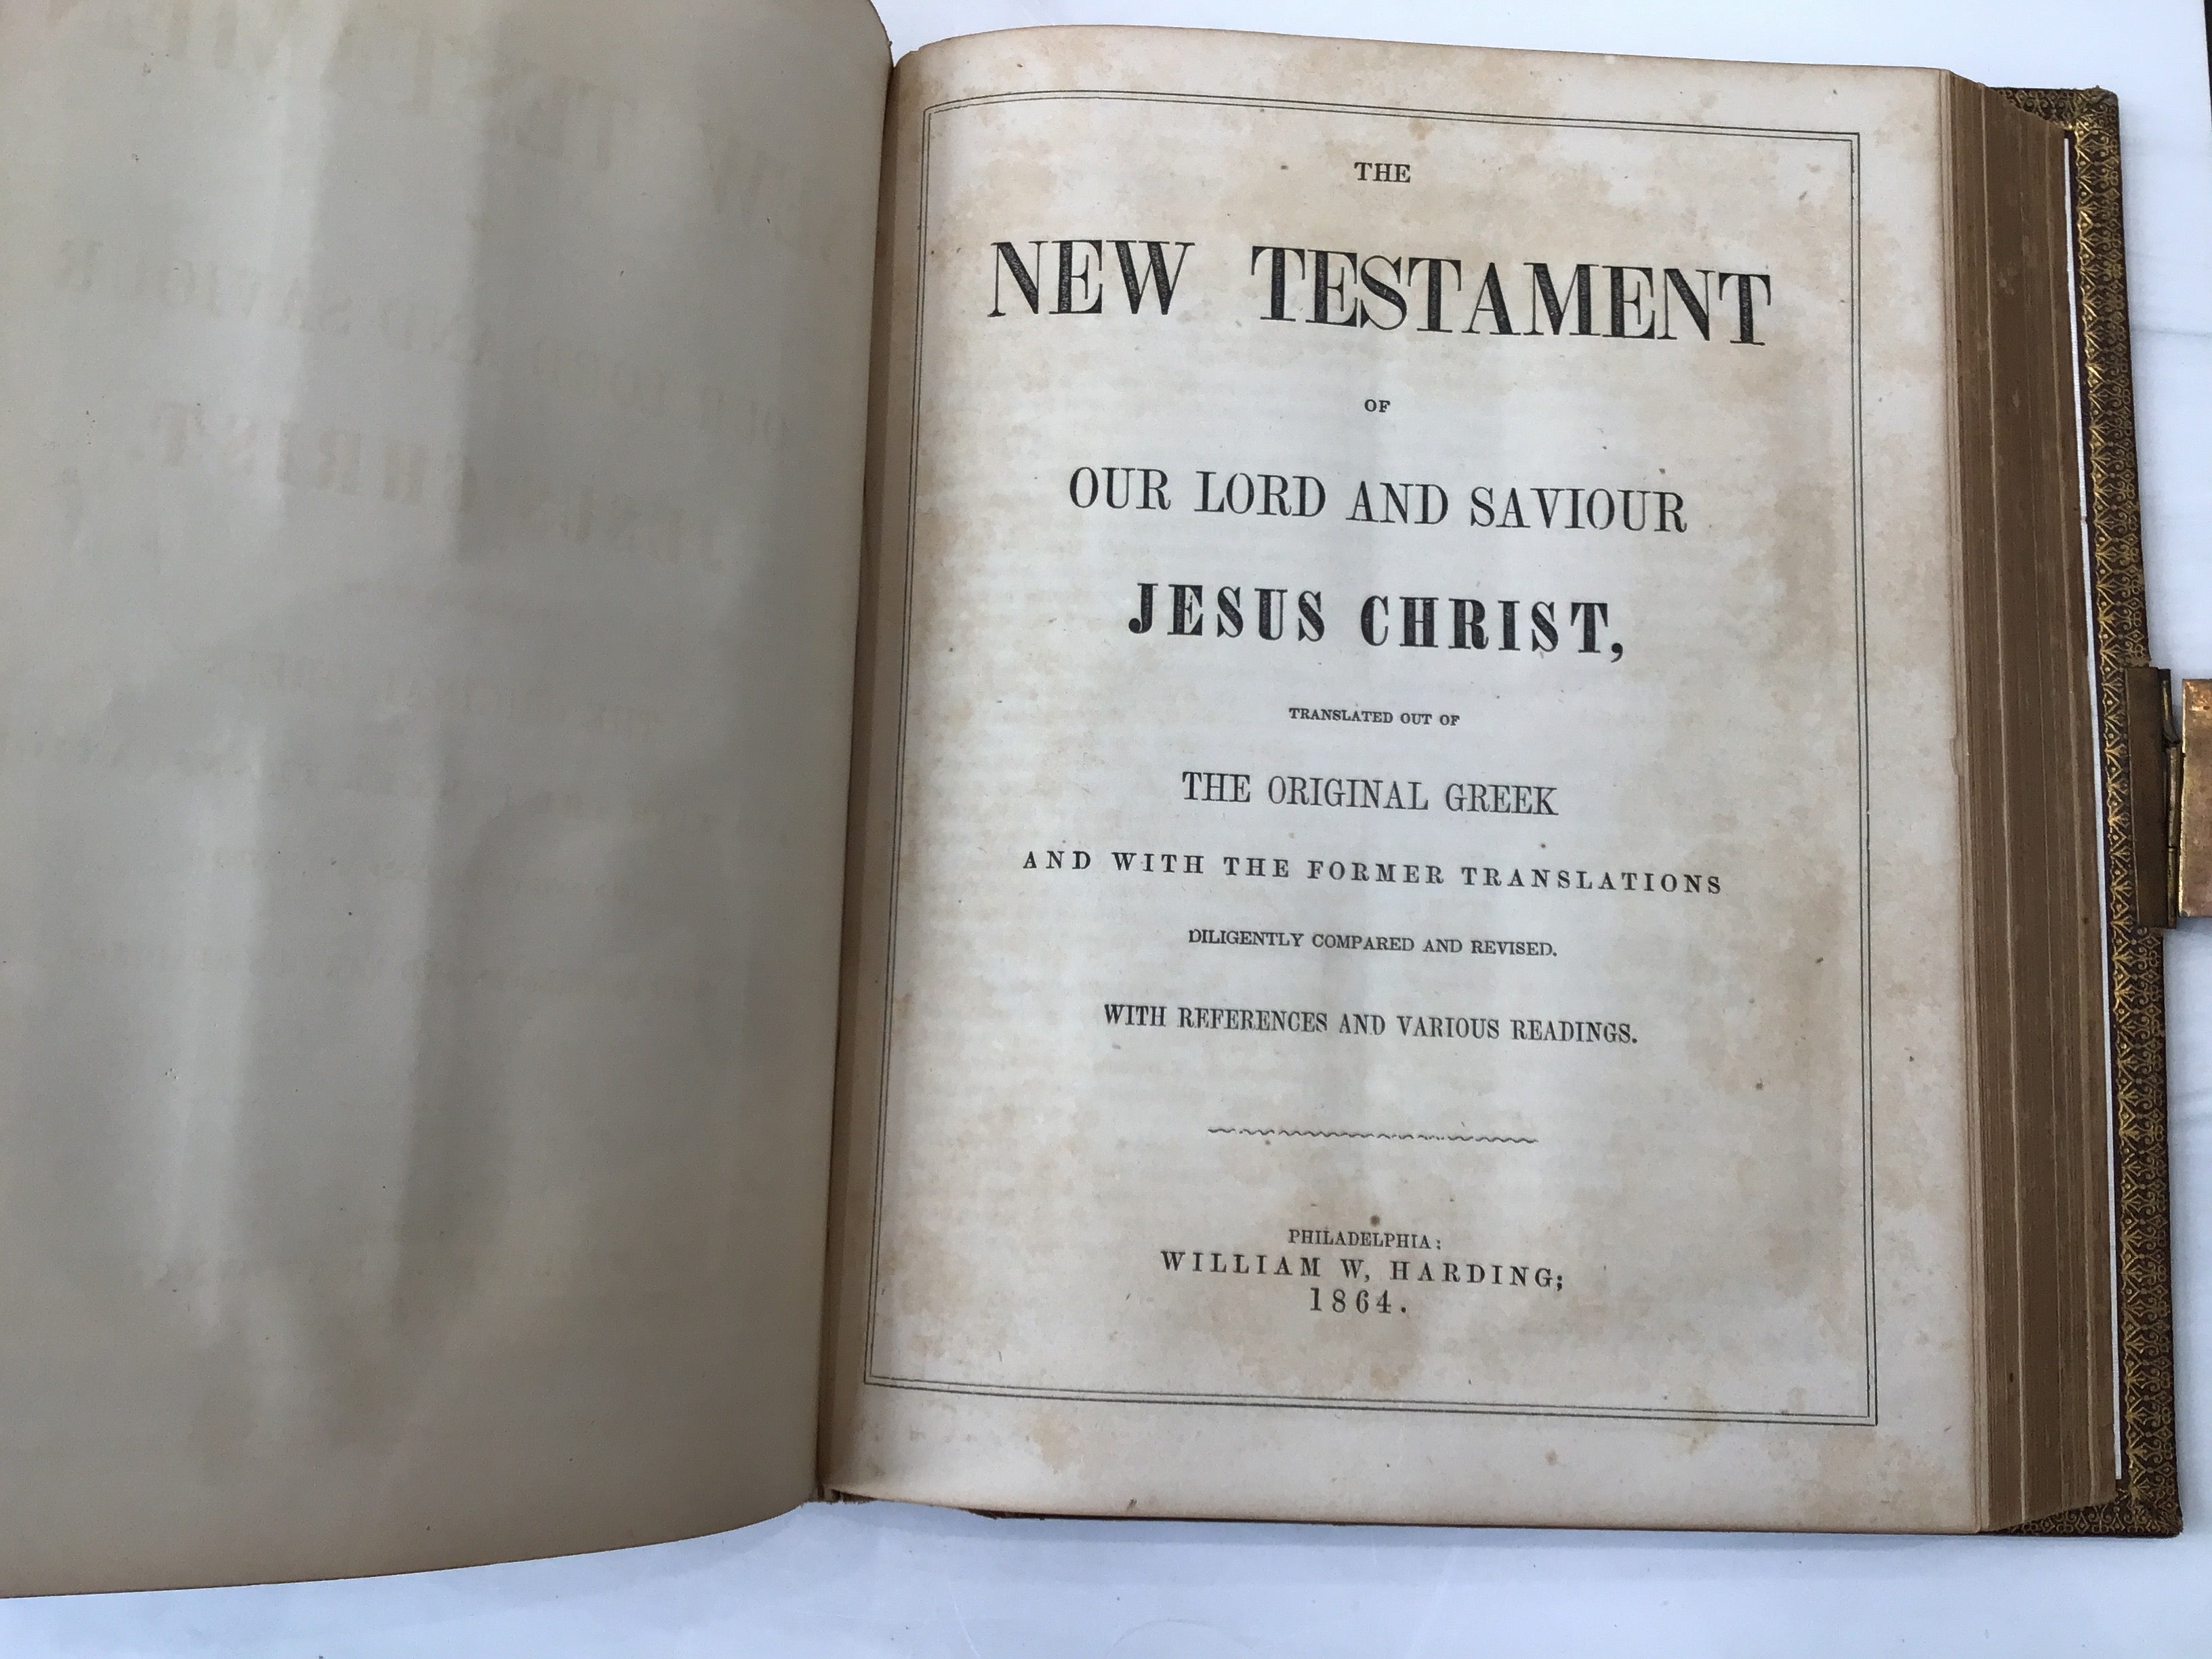 THE
NEW TESTAMENT
OF
OUR LORD AND SAVIOUR
JESUS CHRIST,
TRANSLATED OUT OF
THE ORIGINAL GREEK
AND WITH THE FORMER TRANSLATIONS
DILIGENTLY COMPARED AND REVISED.
WITH REFERENCES AND VARIOUS READINGS.
PHILADELPHIA:
WILLIAM W, HARDING;
1864.